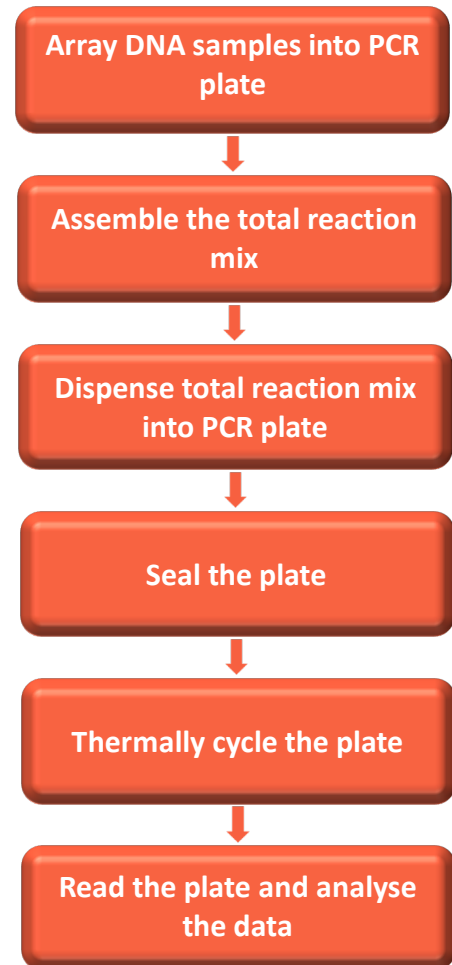 Array DNA samples into PCR
plate
Assemble the total reaction
mix
Dispense total reaction mix
into PCR plate
Seal the plate
Thermally cycle the plate
Read the plate and analyse
the data